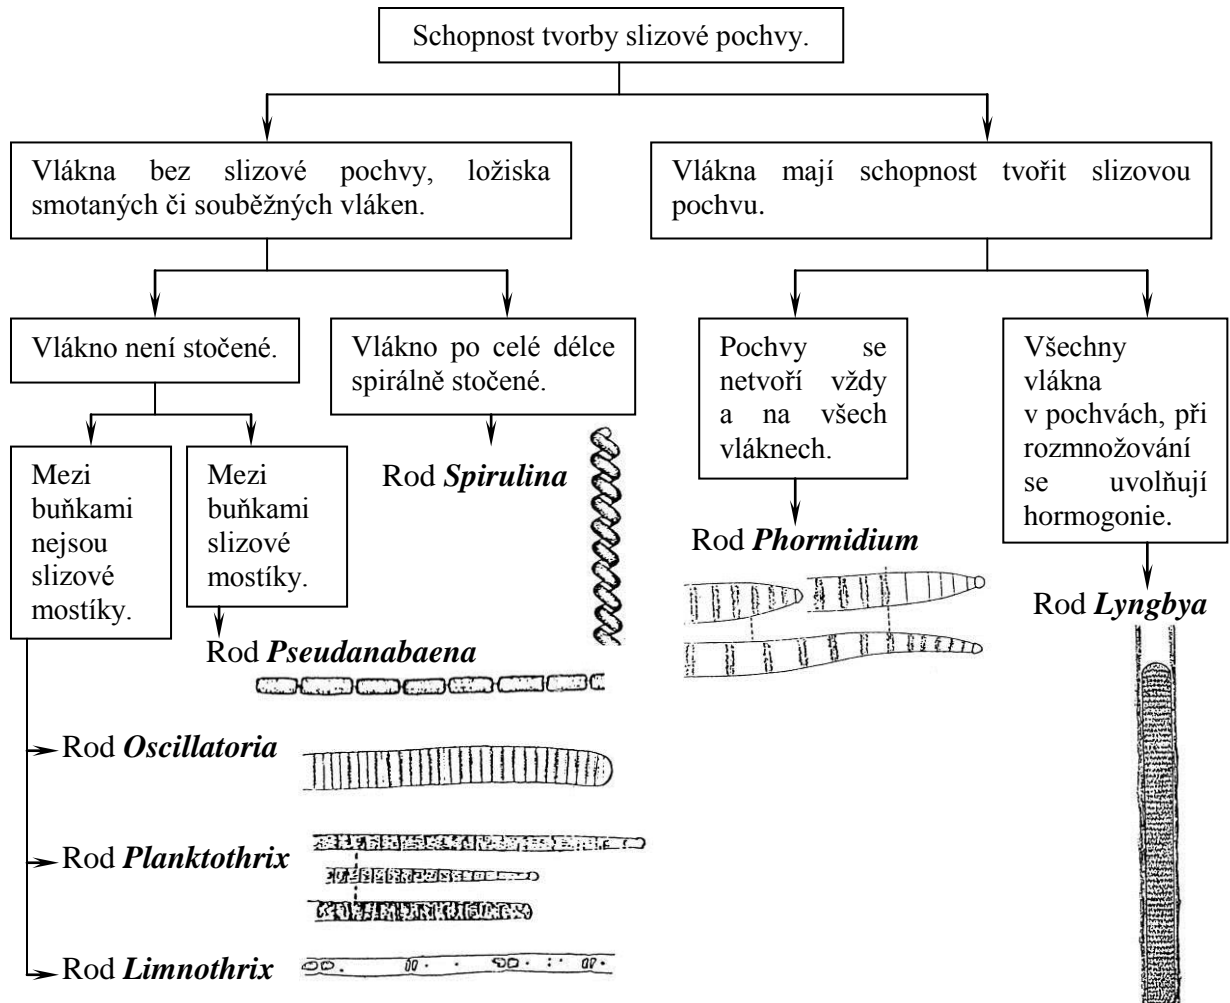 Schopnost tvorby slizové pochvy.
Vlákna bez slizové pochvy, ložiska
smotaných či souběžných vláken.
Vlákna mají schopnost tvořit slizovou
pochvu.
Vlákno není stočené.
Vlákno po celé délce
spirálně stočené.
Pochvy se
netvoří vždy
a na všech
vláknech.
Všechny
vlákna
v pochvách, při
rozmnožování
se uvolňují
hormogonie.
Mezi
buňkami
nejsou
slizové
mostíky.
Mezi
buňkami
slizové
mostíky.
Rod Spirulina
Rod Phormidium
Rod Lyngbya
Rod Pseudanabaena
Rod Oscillatoria
Rod Planktothrix
Rod Limnothrix